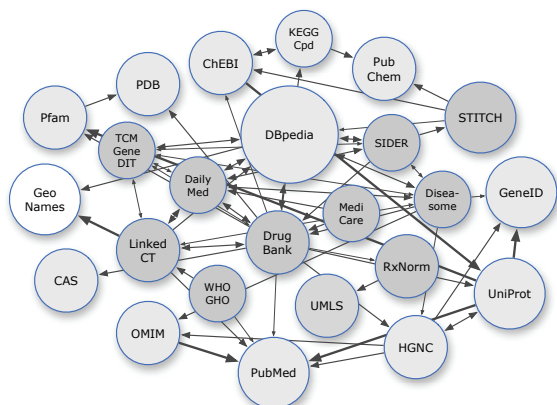 KEGG
Cpd
ChEBI
Pub
Chem
PDB
Pfam
DBpedia
STITCH
TCM
Gene
DIT
SIDER
Daily
Med
Disea-
some
GeneID
Geo
Names
Medi
Care
Linked
CT
Drug
Bank
RxNorm
CAS
WHO
GHO
UMLS
UniProt
OMIM
HGNC
PubMed